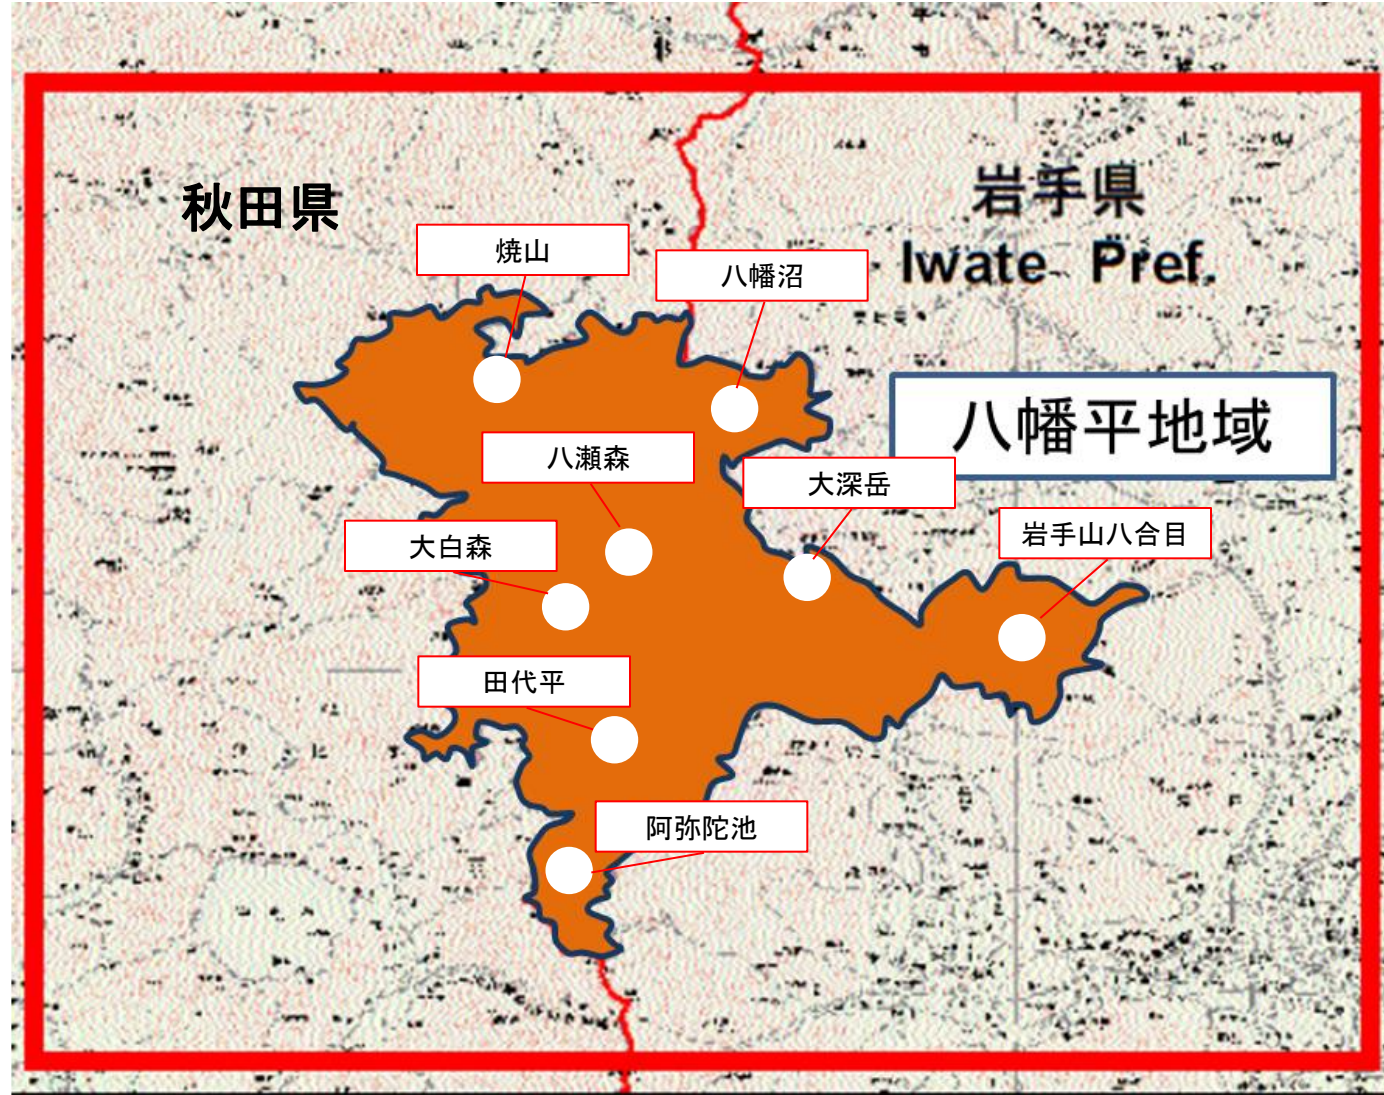 秋田県
岩手県
Iwate Pref.
焼山
八幡沼
八幡平地域
八瀬森
大深岳
岩手山八合目
大白森
田代平
阿弥陀池